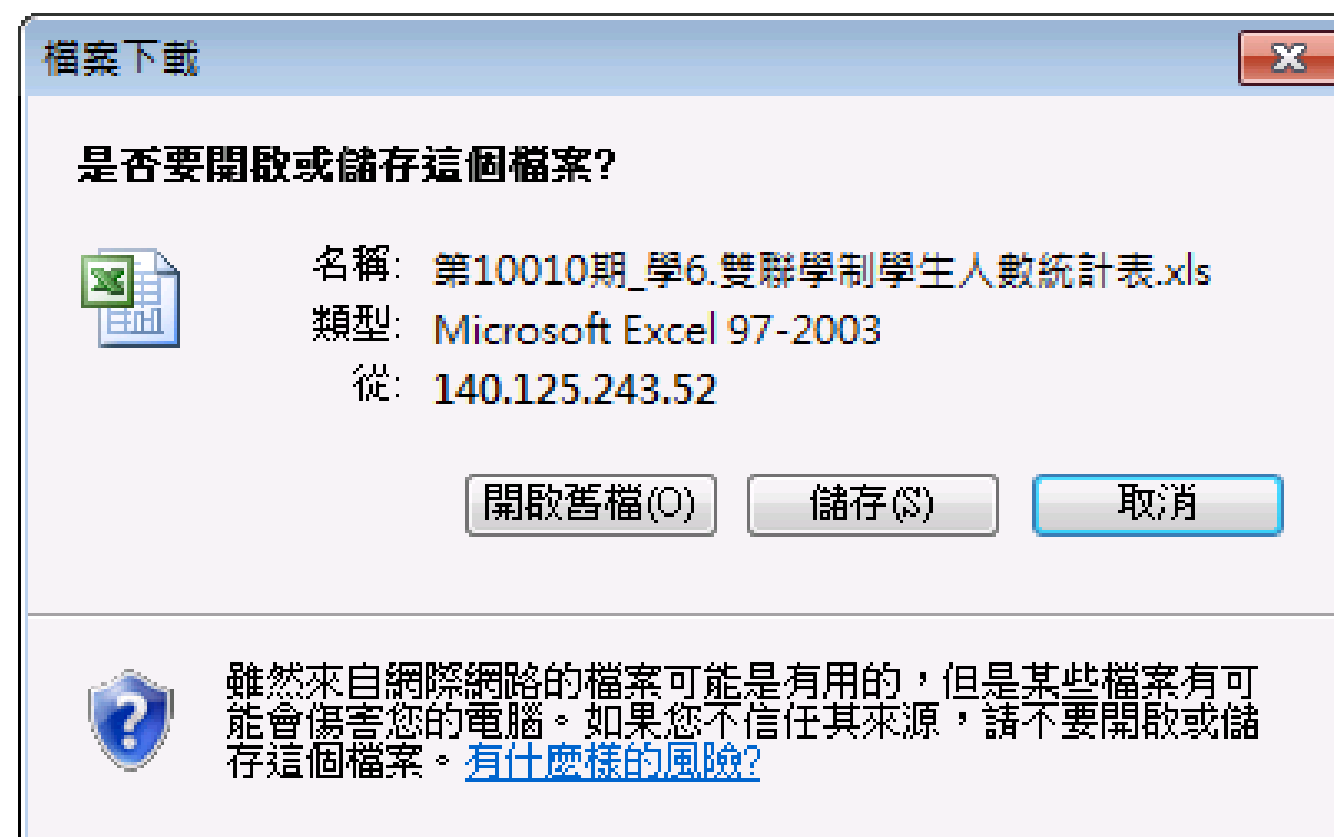 檔案下載
是否要開啟或儲存這個檔案?
名稱: 第10010期_學6.雙聯學制學生人數統計表.xls
類型: Microsoft Excel 97-2003
從: 140.125.243.52
開啟舊檔(O) 儲存(S) 取消
雖然來自網際網路的檔案可能是有用的，但是某些檔案有可
能會傷害您的電腦。如果您不信任其來源，請不要開啟或儲
存這個檔案。有什麼樣的風險?